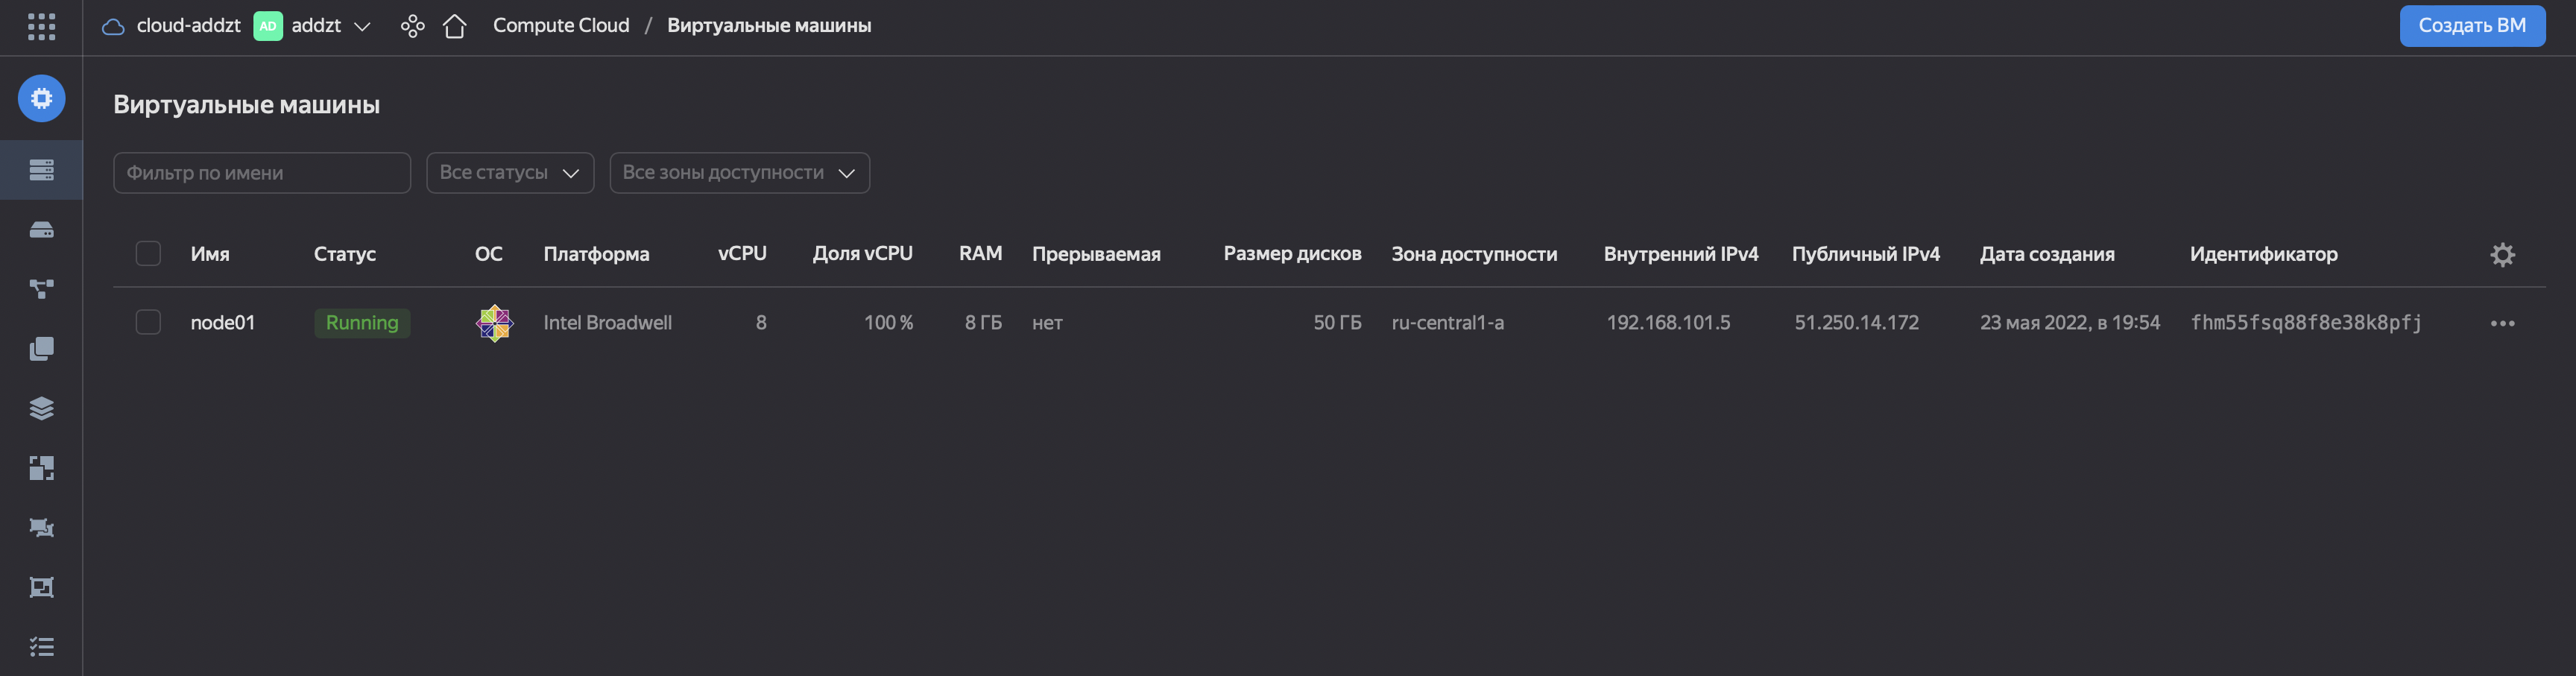 cloud-addzt AD addzt Compute Cloud / Виртуальные машины Создать ВМ
Виртуальные машины
Фильтр по имени Все статусы Все зоны доступности
Имя Статус ОС Платформа vCPU Доля vCPU RAM Прерываемая Размер дисков Зона доступности Внутренний IPv4 Публичный IPv4 Дата создания Идентификатор
node01 Running Intel Broadwell 8 100 % 8 ГБ нет 50 ГБ ru-central1-a 192.168.101.5 51.250.14.172 23 мая 2022, в 19:54 fhm55fsq88f8e38k8pfj